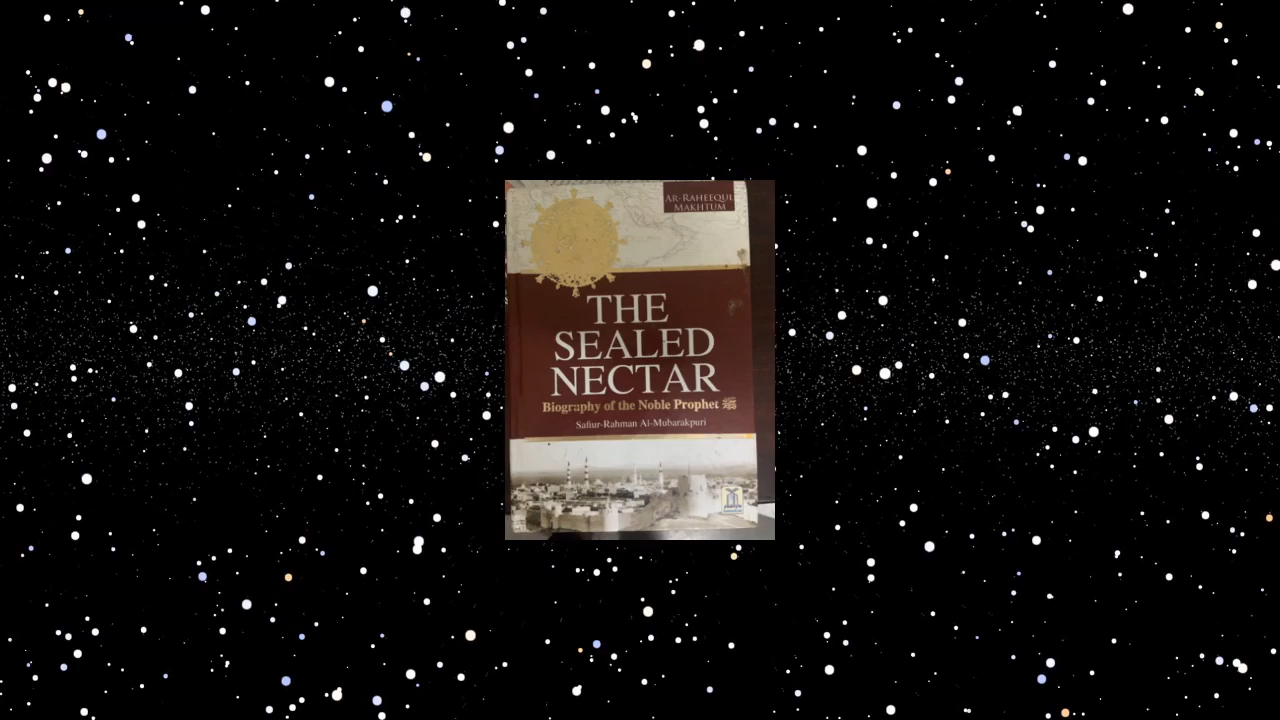 AR-RAHEEQUL
MAKHTUM
THE
SEALED
NECTAR
Biography of the Noble Prophet ﷺ
Safiur-Rahman Al-Mubarakpuri